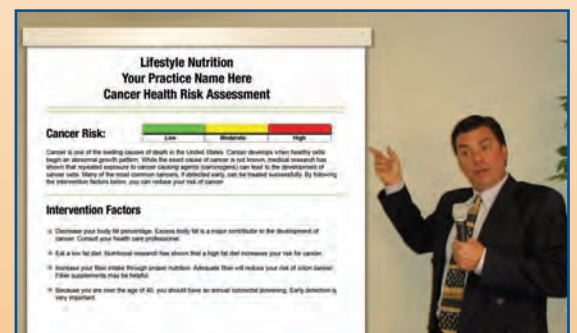 Lifestyle Nutrition
Your Practice Name Here
Cancer Health Risk Assessment
Cancer Risk:
Low Moderate High
Cancer is one of the leading causes of death in the United States. Cancer develops when healthy cells
begin an abnormal growth pattern. While the exact cause of cancer is not known, medical research has
shown that repeated exposure to cancer causing agents (carcinogens) can lead to the development of
cancer cells. Many of the most common cancers, if detected early, can be treated successfully. By following
the intervention factors below, you can reduce your risk of cancer.
Intervention Factors
Decrease your body fat percentage. Excess body fat is a major contributor to the development of
cancer. Consult your health care professional.
Eat a low fat diet. Nutritional research has shown that a high fat diet increases your risk for cancer.
Increase your fiber intake through proper nutrition. Adequate fiber will reduce your risk of colon cancer.
Fiber supplements may be helpful.
Because you are over the age of 40, you should have an annual colorectal screening. Early detection is
very important.